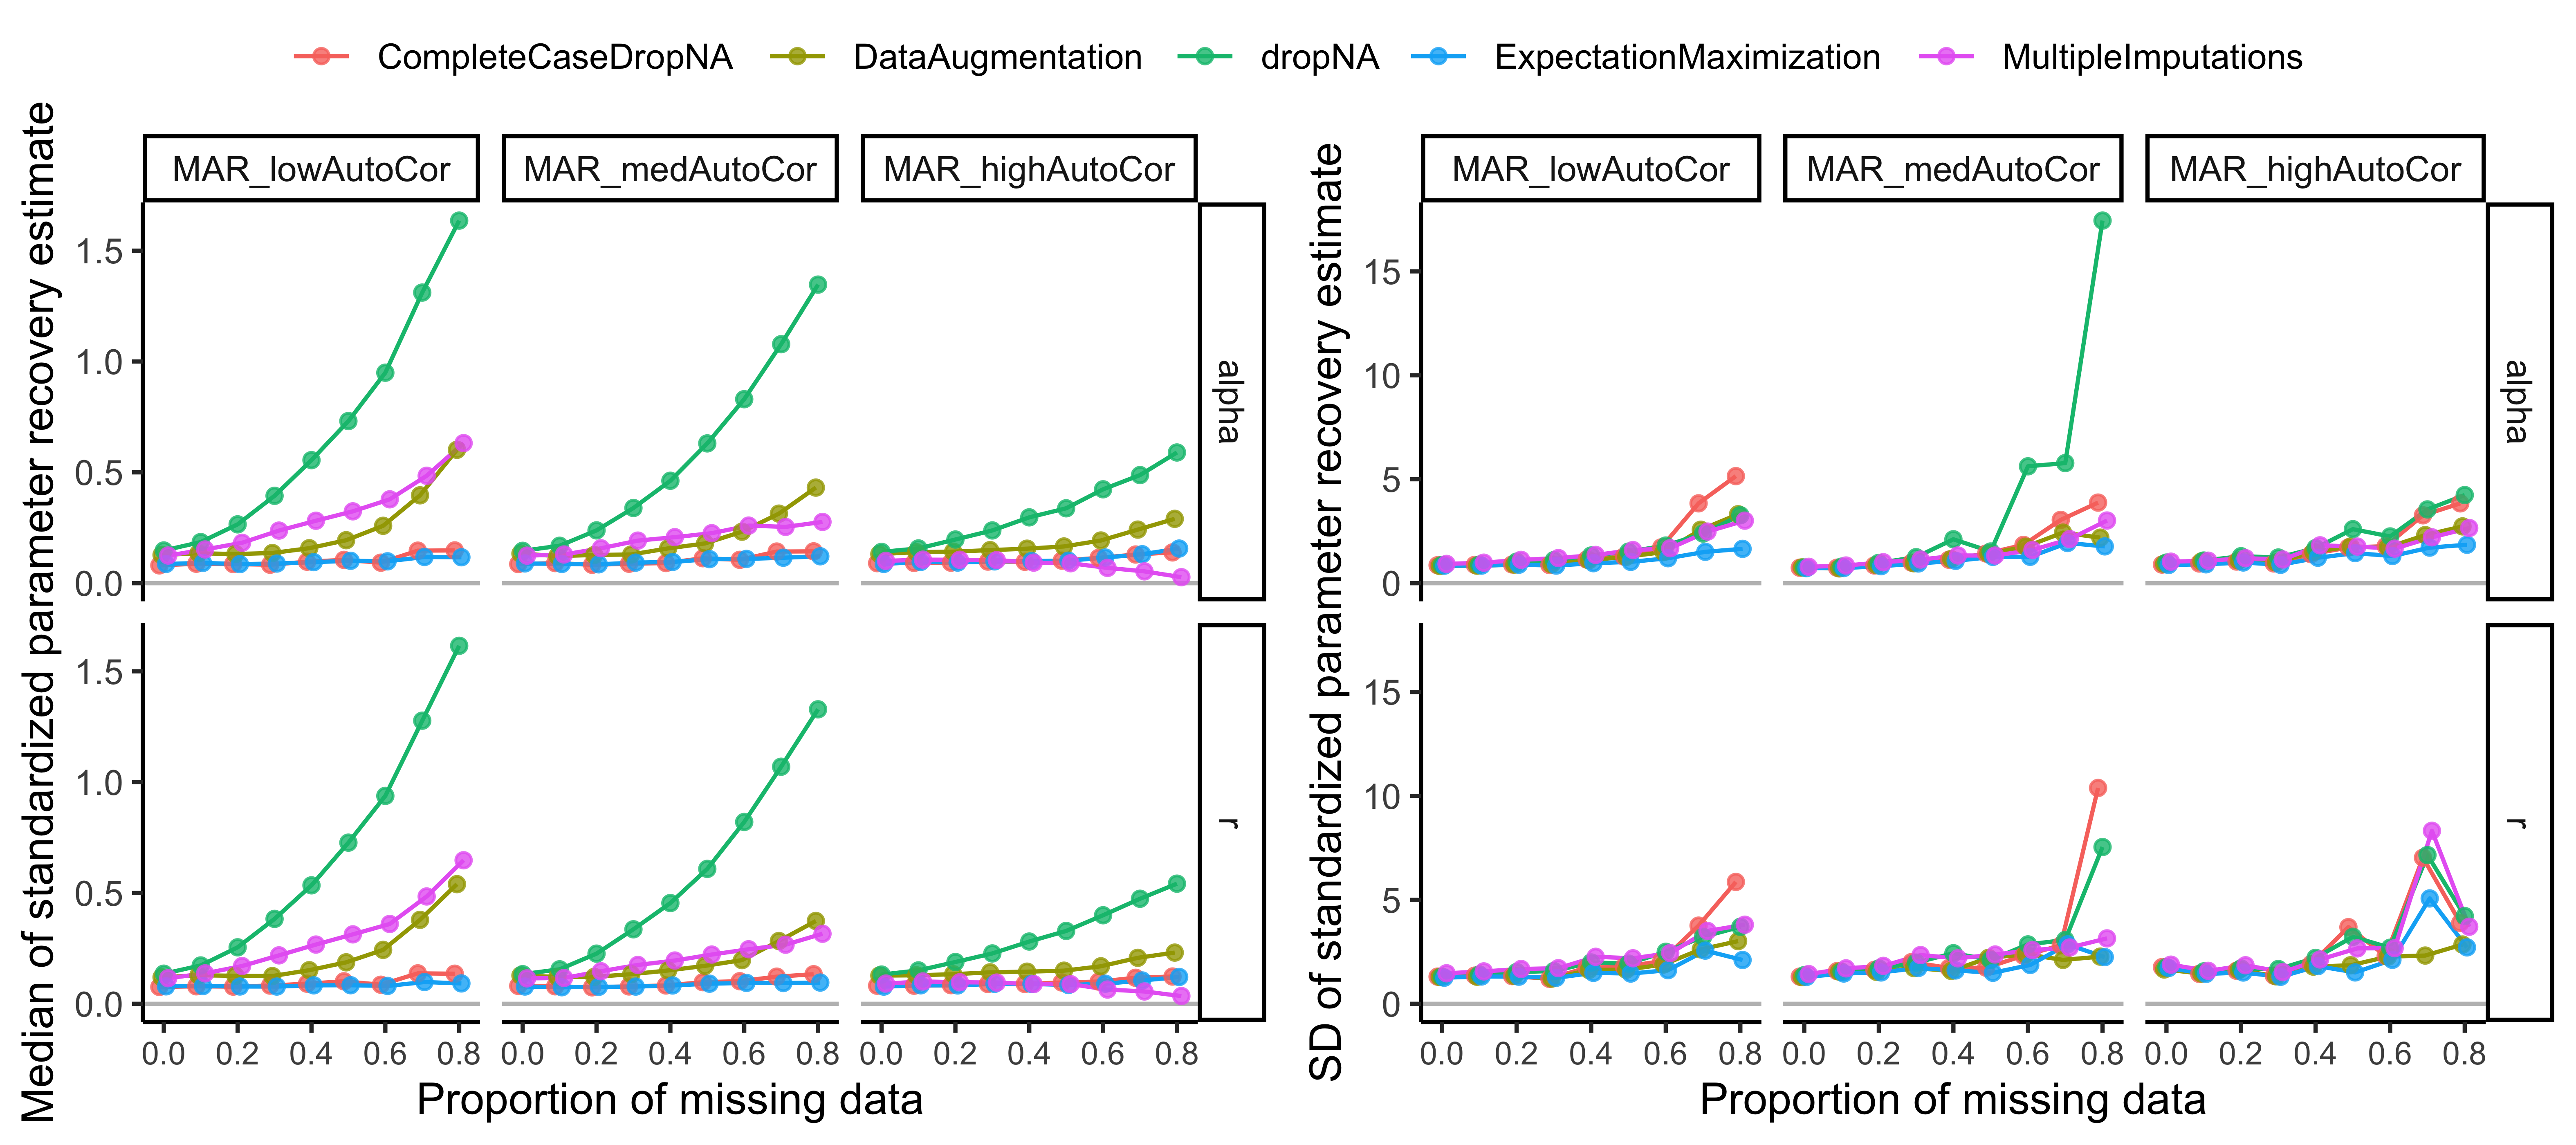 CompleteCaseDropNA DataAugmentation dropNA ExpectationMaximization MultipleImputations
Median of standardized parameter recovery estimate
MAR_lowAutoCor MAR_medAutoCor MAR_highAutoCor
1.5
1.0
0.5
0.0
alpha
1.5
1.0
0.5
0.0
r
0.0 0.2 0.4 0.6 0.8 0.0 0.2 0.4 0.6 0.8 0.0 0.2 0.4 0.6 0.8
Proportion of missing data
SD of standardized parameter recovery estimate
MAR_lowAutoCor MAR_medAutoCor MAR_highAutoCor
15
10
5
0
alpha
15
10
5
0
r
0.0 0.2 0.4 0.6 0.8 0.0 0.2 0.4 0.6 0.8 0.0 0.2 0.4 0.6 0.8
Proportion of missing data